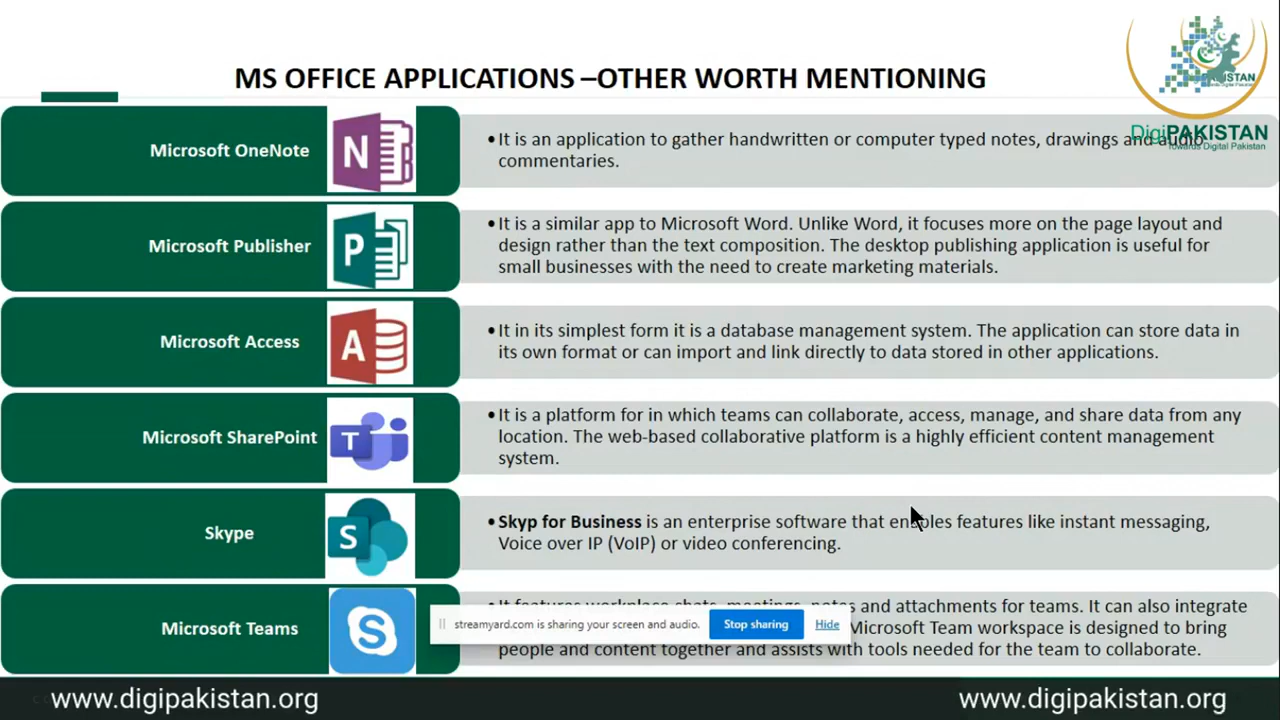 MS OFFICE APPLICATIONS –OTHER WORTH MENTIONING
PAKISTAN
DigiPAKISTAN
Towards Digital Pakistan
Microsoft OneNote
N
•It is an application to gather handwritten or computer typed notes, drawings and audio
commentaries.
Microsoft Publisher
P
•It is a similar app to Microsoft Word. Unlike Word, it focuses more on the page layout and
design rather than the text composition. The desktop publishing application is useful for
small businesses with the need to create marketing materials.
Microsoft Access
A
•It in its simplest form it is a database management system. The application can store data in
its own format or can import and link directly to data stored in other applications.
Microsoft SharePoint
T
•It is a platform for in which teams can collaborate, access, manage, and share data from any
location. The web-based collaborative platform is a highly efficient content management
system.
Skype
S
•Skyp for Business is an enterprise software that enables features like instant messaging,
Voice over IP (VoIP) or video conferencing.
Microsoft Teams
S
•It features workplace chats, meetings, notes and attachments for teams. It can also integrate
Microsoft Team workspace is designed to bring
people and content together and assists with tools needed for the team to collaborate.
streamyard.com is sharing your screen and audio.
Stop sharing
Hide
www.digipakistan.org
www.digipakistan.org